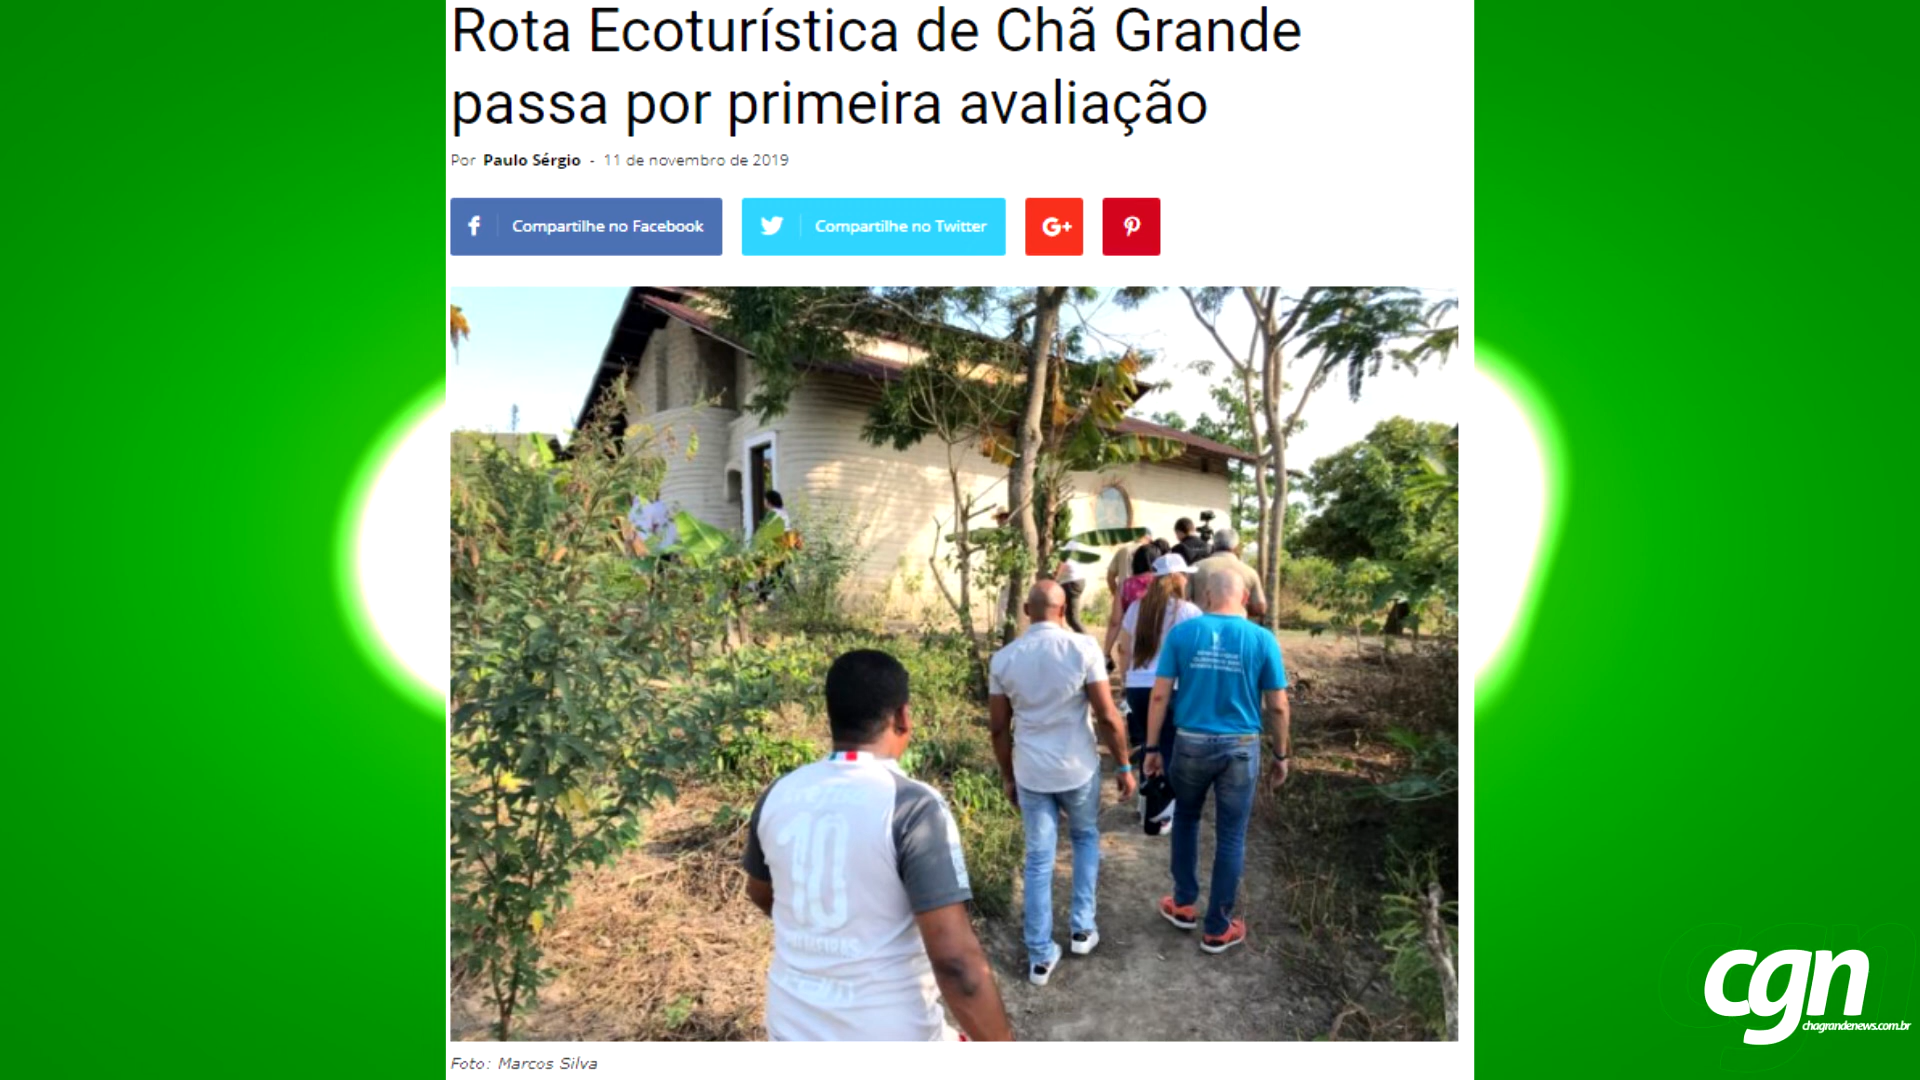 Rota Ecoturística de Chã Grande
passa por primeira avaliação
Por Paulo Sérgio - 11 de novembro de 2019
Compartilhe no Facebook
Compartilhe no Twitter
G+
10
Foto: Marcos Silva
cgn
chagrandenews.com.br